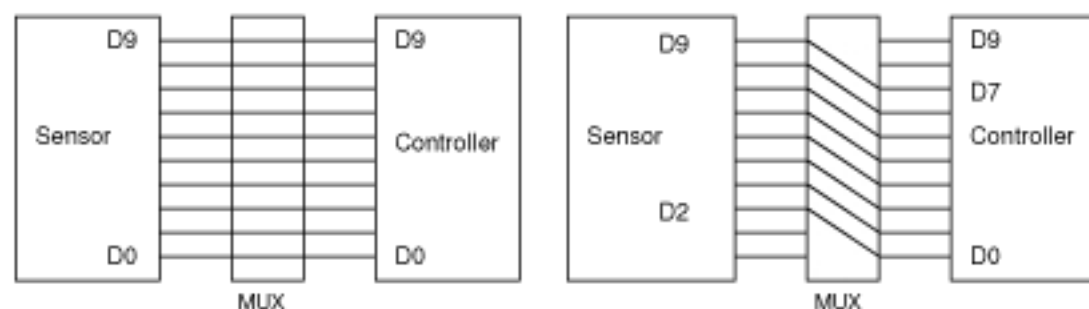 D9
D9
Sensor
Controller
D0
D0
MUX
D9
D9
D7
Sensor
Controller
D2
D0
MUX